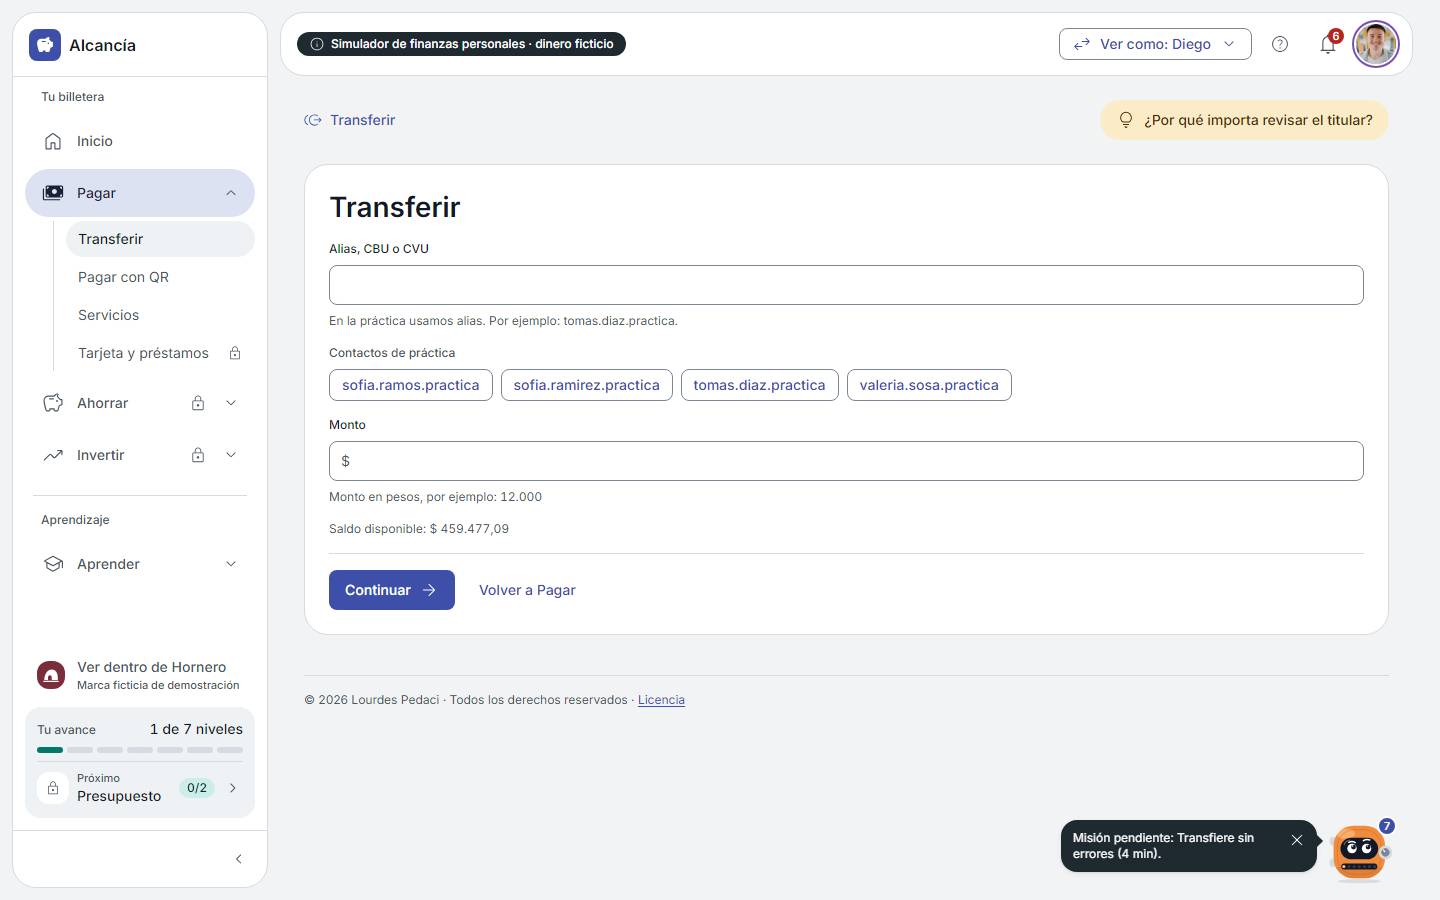 Alcancía
Simulador de finanzas personales · dinero ficticio
Ver como: Diego
6
Tu billetera
Inicio
Pagar
Transferir
Pagar con QR
Servicios
Tarjeta y préstamos
Ahorrar
Invertir
Aprendizaje
Aprender
Ver dentro de Hornero
Marca ficticia de demostración
Tu avance 1 de 7 niveles
Próximo
Presupuesto 0/2
Transferir
¿Por qué importa revisar el titular?
Transferir
Alias, CBU o CVU
En la práctica usamos alias. Por ejemplo: tomas.diaz.practica.
Contactos de práctica
sofia.ramos.practica sofia.ramirez.practica tomas.diaz.practica valeria.sosa.practica
Monto
$
Monto en pesos, por ejemplo: 12.000
Saldo disponible: $ 459.477,09
Continuar Volver a Pagar
© 2026 Lourdes Pedaci · Todos los derechos reservados · Licencia
Misión pendiente: Transfiere sin
errores (4 min).
7